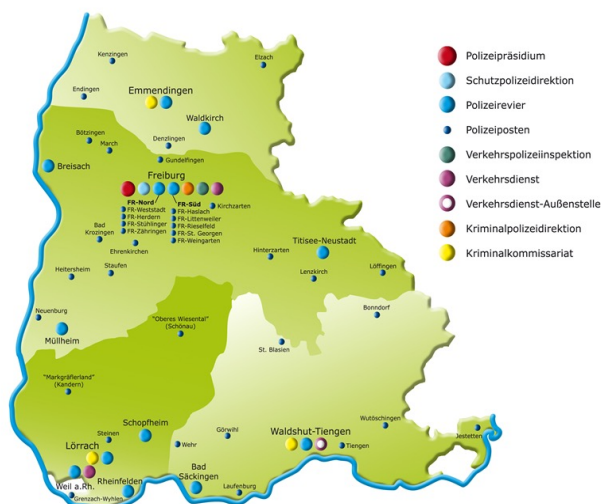 Kenzingen
Elzach
Endingen
Emmendingen
Waldkirch
Bötzingen
March
Denzlingen
Gundelfingen
Breisach
Freiburg
FR-Nord
FR-Weststadt
FR-Herdern
FR-Stühlinger
FR-Zähringen
FR-Süd
FR-Haslach
FR-Littenweiler
FR-Rieselfeld
FR-St. Georgen
FR-Weingarten
Kirchzarten
Bad
Krozingen
Ehrenkirchen
Heitersheim
Staufen
Hinterzarten
Titisee-Neustadt
Lenzkirch
Löffingen
Neuenburg
Müllheim
"Oberes Wiesental"
(Schönau)
Bonndorf
St. Blasien
"Markgräflerland"
(Kandern)
Schopfheim
Steinen
Lörrach
Wehr
Görwihl
Waldshut-Tiengen
Tiengen
Wutöschingen
Jestetten
Weil a.Rh.
Grenzach-Wyhlen
Rheinfelden
Bad
Säckingen
Laufenburg
Polizeipräsidium
Schutzpolizeidirektion
Polizeirevier
Polizeiposten
Verkehrspolizeiinspektion
Verkehrsdienst
Verkehrsdienst-Außenstelle
Kriminalpolizeidirektion
Kriminalkommissariat